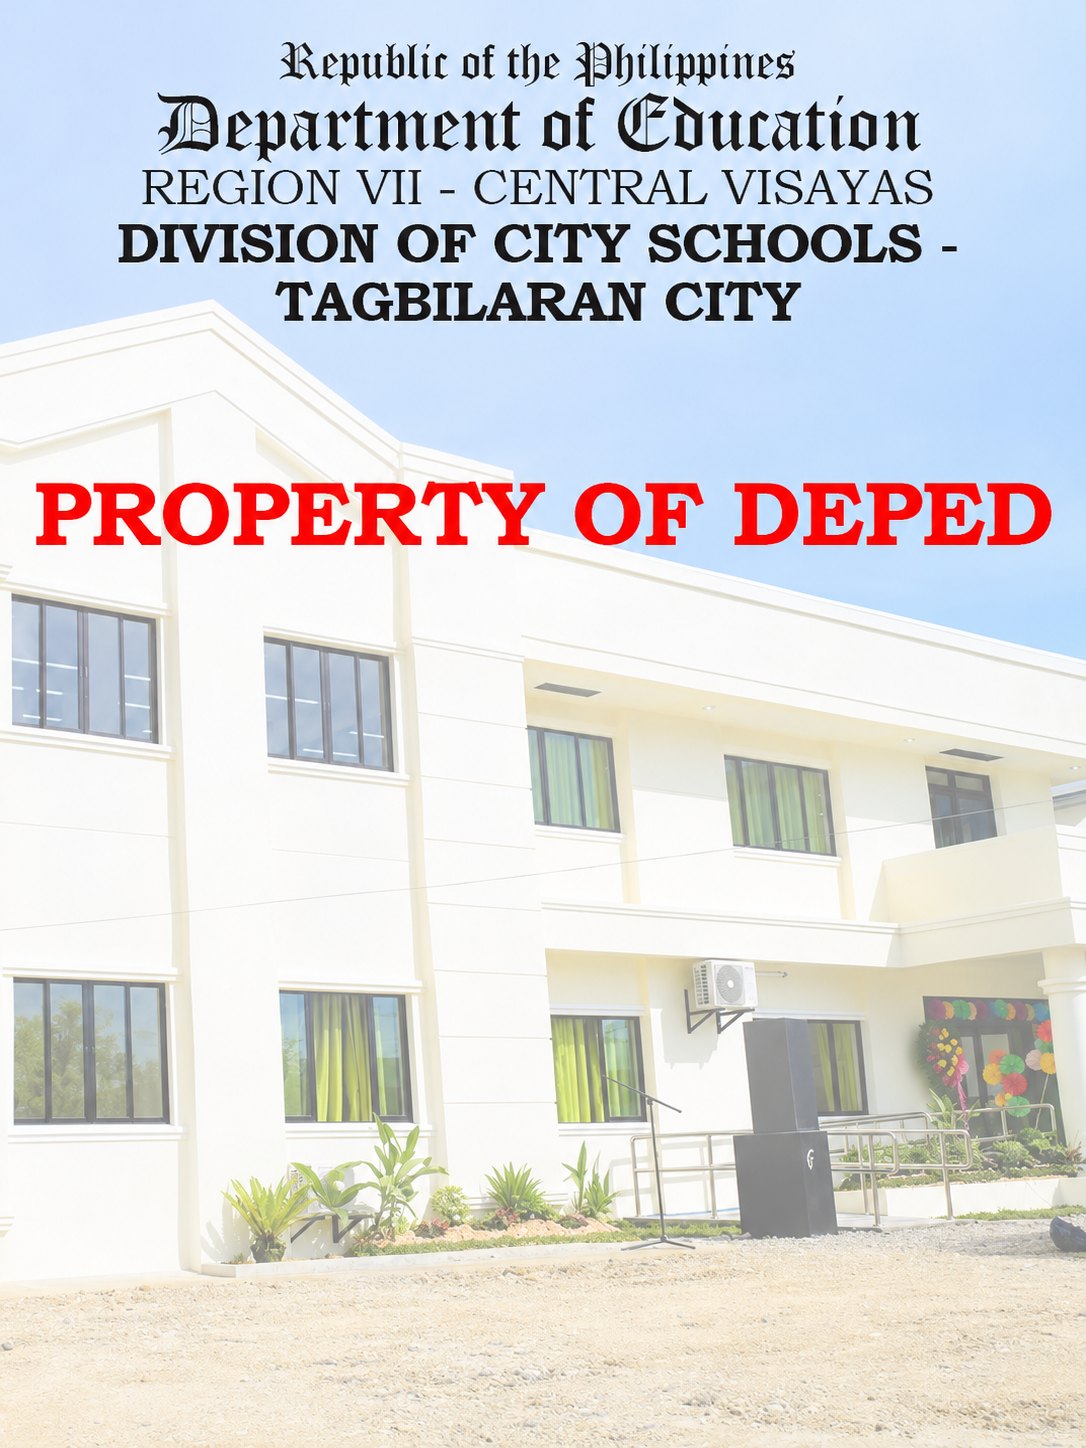 Republic of the Philippines
Department of Education
REGION VII - CENTRAL VISAYAS
DIVISION OF CITY SCHOOLS -
TAGBILARAN CITY
PROPERTY OF DEPED